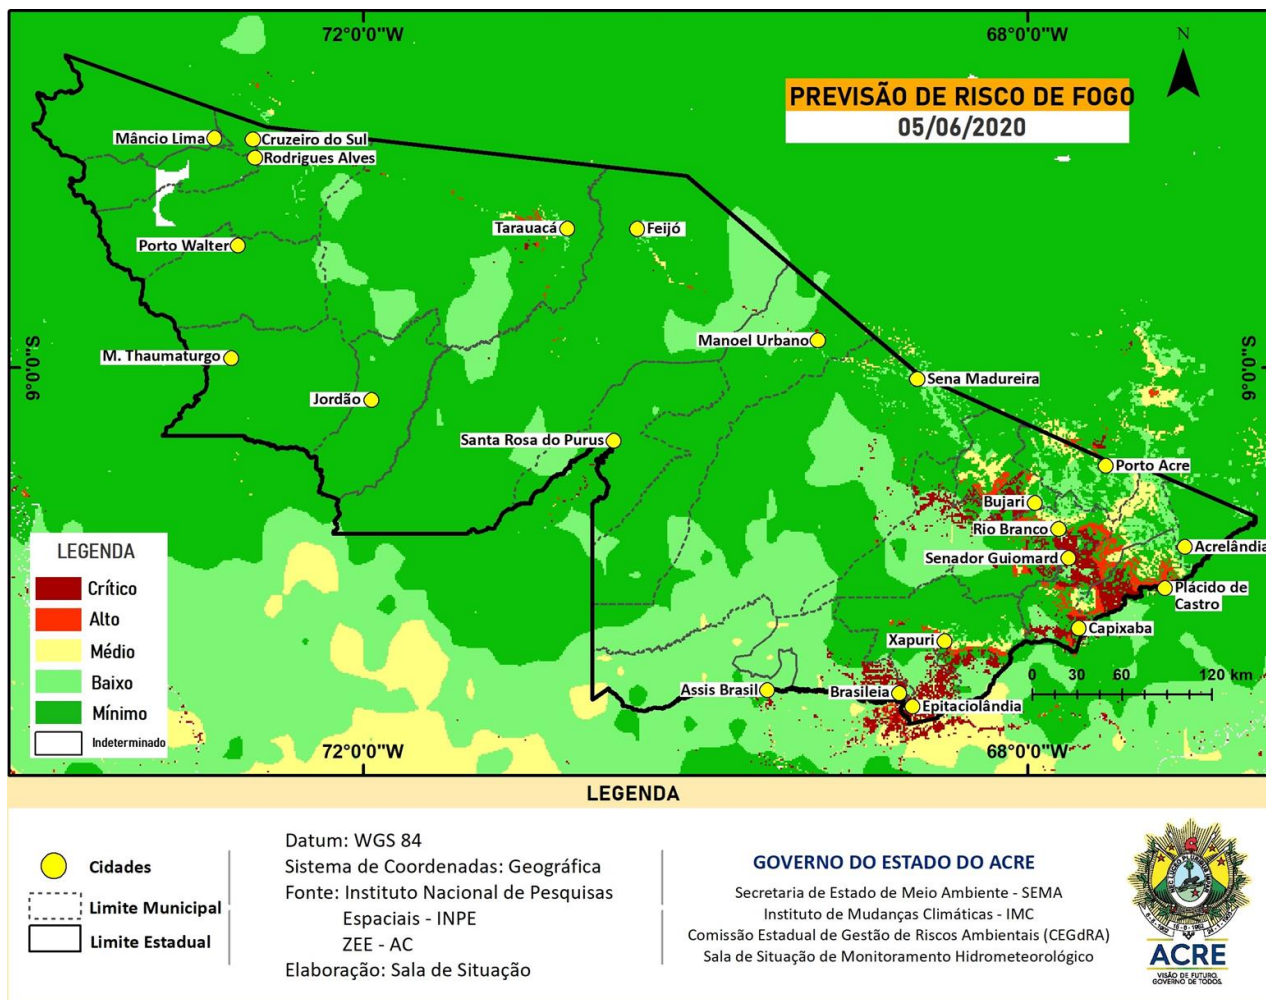 72°0'0"W
68°0'0"W
N
PREVISÃO DE RISCO DE FOGO
05/06/2020
Mâncio Lima
Cruzeiro do Sul
Rodrigues Alves
Tarauacá
Feijó
Porto Walter
Manoel Urbano
M. Thaumaturgo
9°0'0"S
9°0'0"S
Sena Madureira
Jordão
Santa Rosa do Purus
Porto Acre
Bujari
Rio Branco
Acrelândia
Senador Guiomard
Plácido de
Castro
Capixaba
Xapuri
Assis Brasil
Brasileia
Epitaciolândia
0 30 60 120 km
LEGENDA
Crítico
Alto
Médio
Baixo
Mínimo
Indeterminado
72°0'0"W
68°0'0"W
LEGENDA
Cidades
Limite Municipal
Limite Estadual
Datum: WGS 84
Sistema de Coordenadas: Geográfica
Fonte: Instituto Nacional de Pesquisas
Espaciais - INPE
ZEE - AC
Elaboração: Sala de Situação
GOVERNO DO ESTADO DO ACRE
Secretaria de Estado de Meio Ambiente - SEMA
Instituto de Mudanças Climáticas - IMC
Comissão Estadual de Gestão de Riscos Ambientais (CEGdRA)
Sala de Situação de Monitoramento Hidrometeorológico
ACRE
VISÃO DE FUTURO,
GOVERNO DE TODOS.